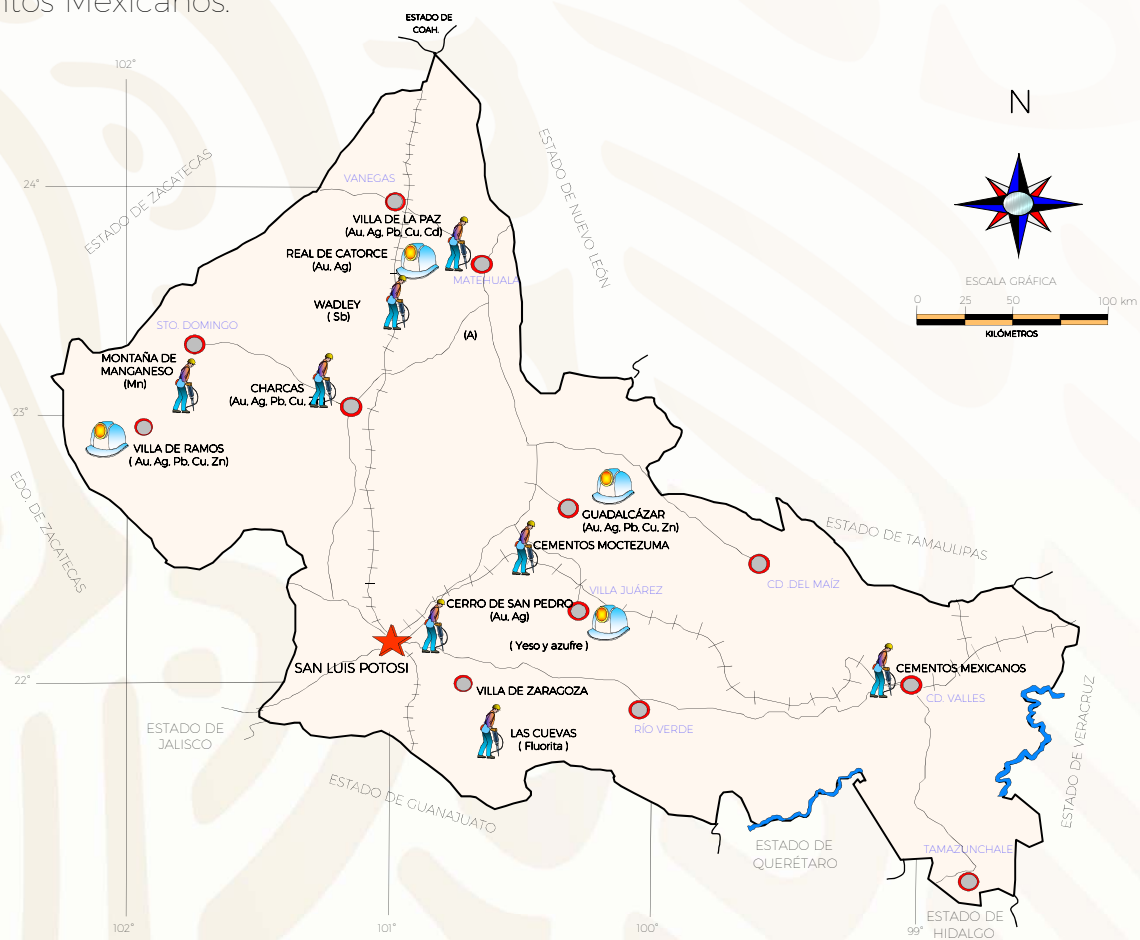 ntos Mexicanos.
ESTADO DE
COAH.
102°
N
ESTADO DE ZACATECAS
ESTADO DE NUEVO LEÓN
24°
VANEGAS
VILLA DE LA PAZ
(Au, Ag, Pb, Cu, Cd)
REAL DE CATORCE
(Au, Ag)
MATEHUALA
ESCALA GRÁFICA
0 25 50 100 km
KILÓMETROS
WADLEY
( Sb)
STO. DOMINGO
(A)
MONTAÑA DE
MANGANESO
(Mn)
CHARCAS
(Au, Ag, Pb, Cu,
23°
VILLA DE RAMOS
( Au, Ag, Pb, Cu, Zn)
EDO. DE ZACATECAS
GUADALCÁZAR
(Au, Ag, Pb, Cu, Zn)
CEMENTOS MOCTEZUMA
ESTADO DE TAMAULIPAS
CD. DEL MAÍZ
VILLA JUÁREZ
CERRO DE SAN PEDRO
(Au, Ag)
( Yeso y azufre )
SAN LUIS POTOSI
CEMENTOS MEXICANOS
22°
VILLA DE ZARAGOZA
CD. VALLES
RÍO VERDE
ESTADO DE
JALISCO
LAS CUEVAS
( Fluorita )
ESTADO DE VERACRUZ
ESTADO DE GUANAJUATO
ESTADO DE
QUERÉTARO
TAMAZUNCHALE
102°
101°
100°
99°
ESTADO DE
HIDALGO